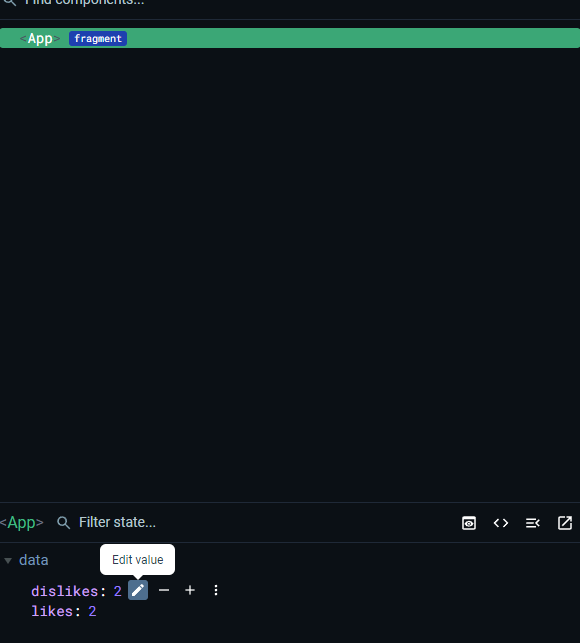 Find components...
<App> fragment
<App> Filter state...
data
Edit value
dislikes: 2
likes: 2